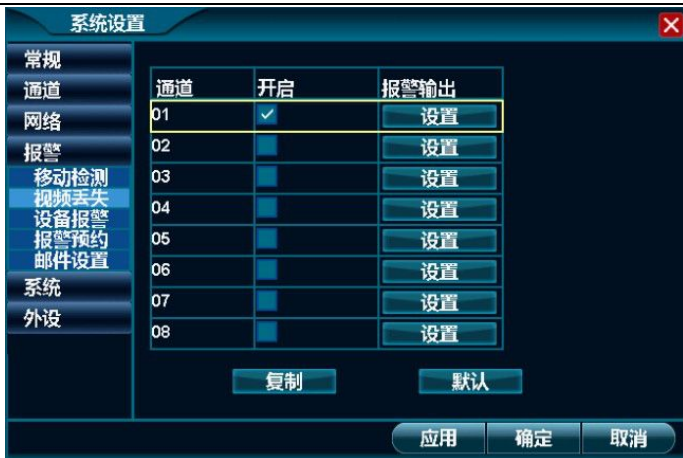 系统设置
常规
通道
网络
报警
移动检测
视频丢失
设备报警
报警预约
邮件设置
系统
外设
通道 开启 报警输出
01 设置
02 设置
03 设置
04 设置
05 设置
06 设置
07 设置
08 设置
复制 默认
应用 确定 取消